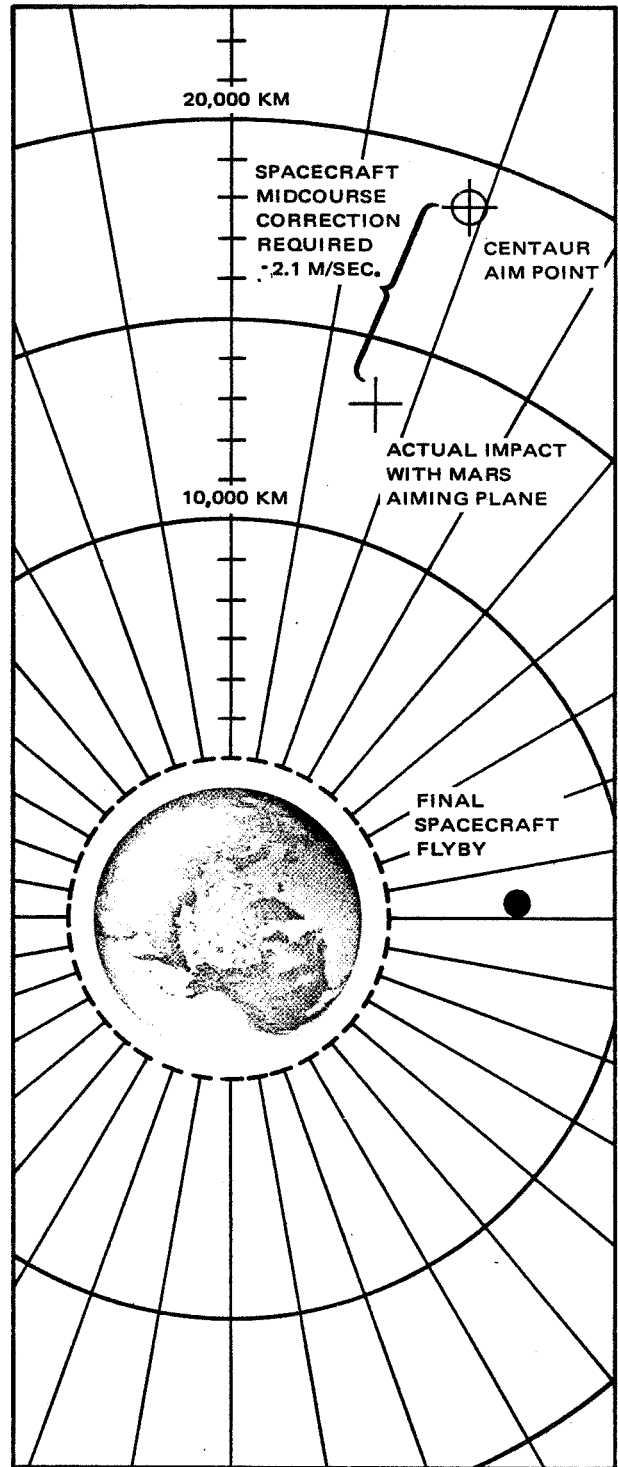 20,000 KM
SPACECRAFT
MIDCOURSE
CORRECTION
REQUIRED
-2.1 M/SEC.
CENTAUR
AIM POINT
ACTUAL IMPACT
WITH MARS
AIMING PLANE
10,000 KM
FINAL
SPACECRAFT
FLYBY